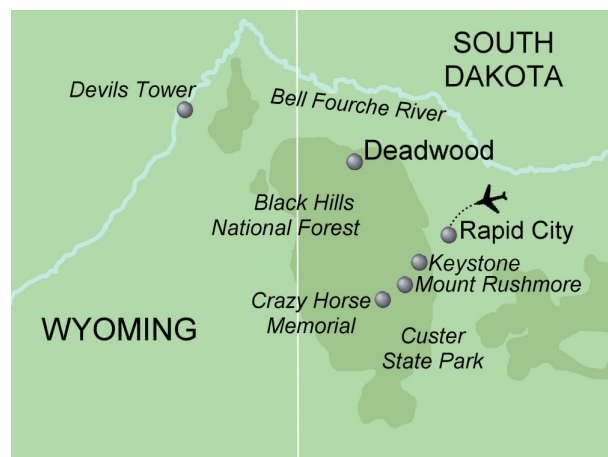 SOUTH
DAKOTA
Devils Tower
Bell Fourche River
Deadwood
Black Hills
National Forest
Rapid City
Keystone
Mount Rushmore
Crazy Horse
Memorial
WYOMING
Custer
State Park